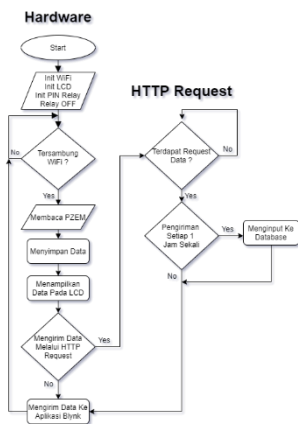 Hardware
Start
Init WiFi
Init LCD
Init PIN Relay
Relay OFF
Tersambung
WiFi ?
No
Yes
Membaca PZEM
Menyimpan Data
Menampilkan
Data Pada LCD
Mengirim Data
Melalui HTTP
Request
Yes
No
Mengirim Data Ke
Aplikasi Blynk
HTTP Request
Terdapat Request
Data ?
No
Yes
Pengiriman
Setiap 1
Jam Sekali
Yes
Menginput Ke
Database
No